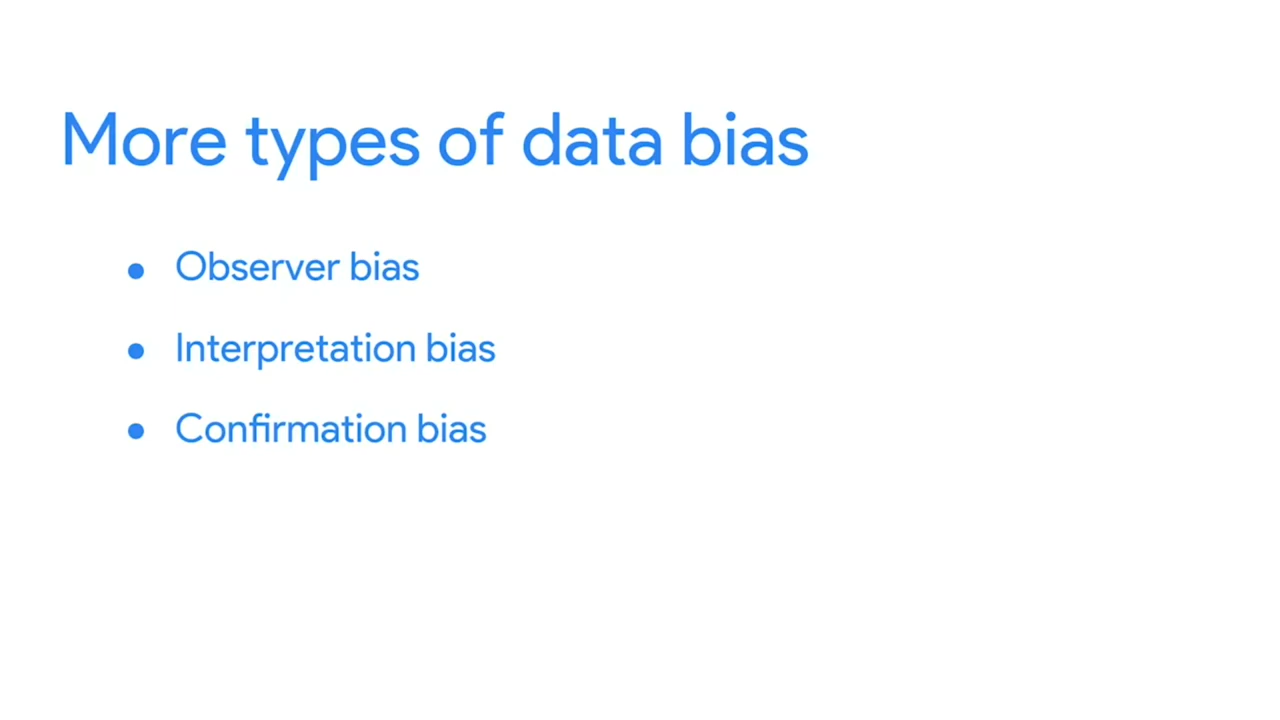 More types of data bias
● Observer bias
● Interpretation bias
● Confirmation bias